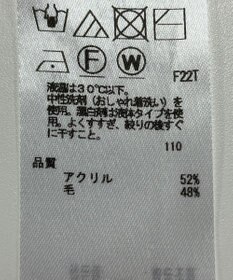 F
W
F22T
液温は30℃以下。
中性洗剤（おしゃれ着洗い）を
使用。漂白剤は液体タイプを使
用。よくすすぎ、絞りの後すぐ
に干すこと。
110
品質
アクリル 52%
毛 48%